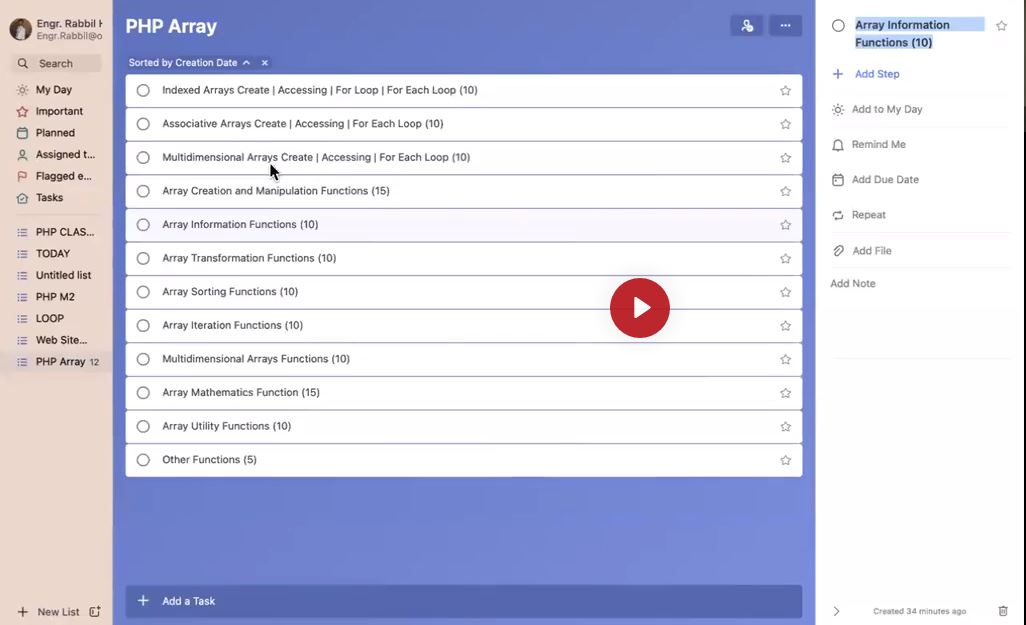 Engr. Rabbil H
Engr.Rabbil@o
Search
My Day
Important
Planned
Assigned t...
Flagged e...
Tasks
PHP CLAS...
TODAY
Untitled list
PHP M2
LOOP
Web Site...
PHP Array 12
New List
PHP Array
Sorted by Creation Date
Indexed Arrays Create | Accessing | For Loop | For Each Loop (10)
Associative Arrays Create | Accessing | For Each Loop (10)
Multidimensional Arrays Create | Accessing | For Each Loop (10)
Array Creation and Manipulation Functions (15)
Array Information Functions (10)
Array Transformation Functions (10)
Array Sorting Functions (10)
Array Iteration Functions (10)
Multidimensional Arrays Functions (10)
Array Mathematics Function (15)
Array Utility Functions (10)
Other Functions (5)
Add a Task
Array Information
Functions (10)
Add Step
Add to My Day
Remind Me
Add Due Date
Repeat
Add File
Add Note
Created 34 minutes ago